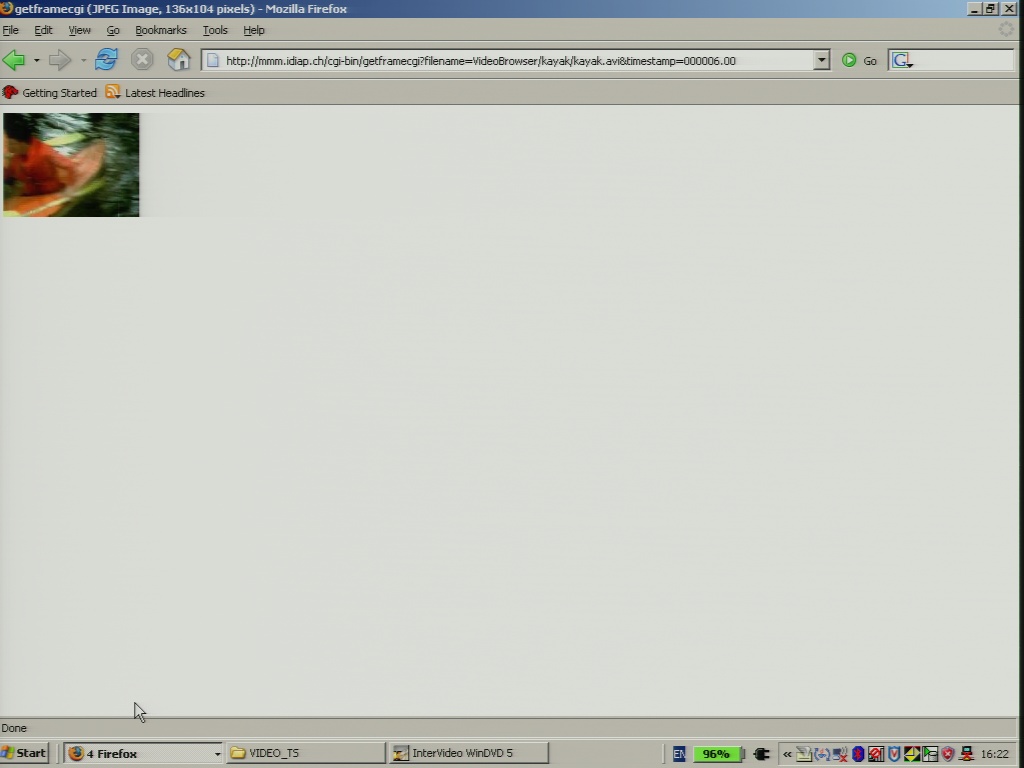 getframecgi (JPEG Image, 136x104 pixels) - Mozilla Firefox
File Edit View Go Bookmarks Tools Help
http://mmm.idiap.ch/cgi-bin/getframecgi?filename=VideoBrowser/kayak/kayak.avi&timestamp=000006.00 Go G
Getting Started Latest Headlines
Done
Start 4 Firefox VIDEO_TS InterVideo WinDVD 5 EN 96% « 16:22